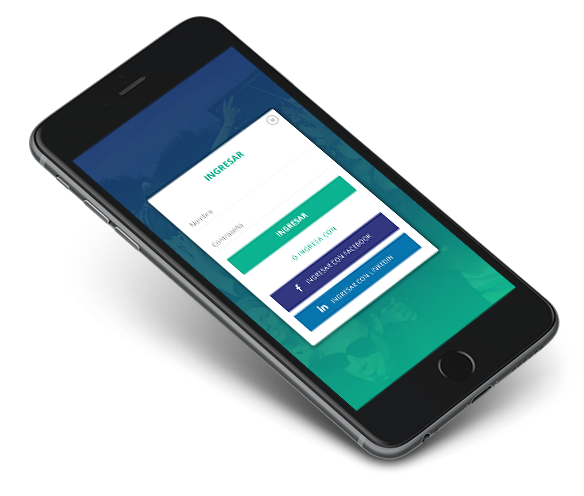 INGRESAR
Nombre
Contraseña
INGRESAR
O INGRESA CON
f INGRESAR CON FACEBOOK
in INGRESAR CON LINKEDIN